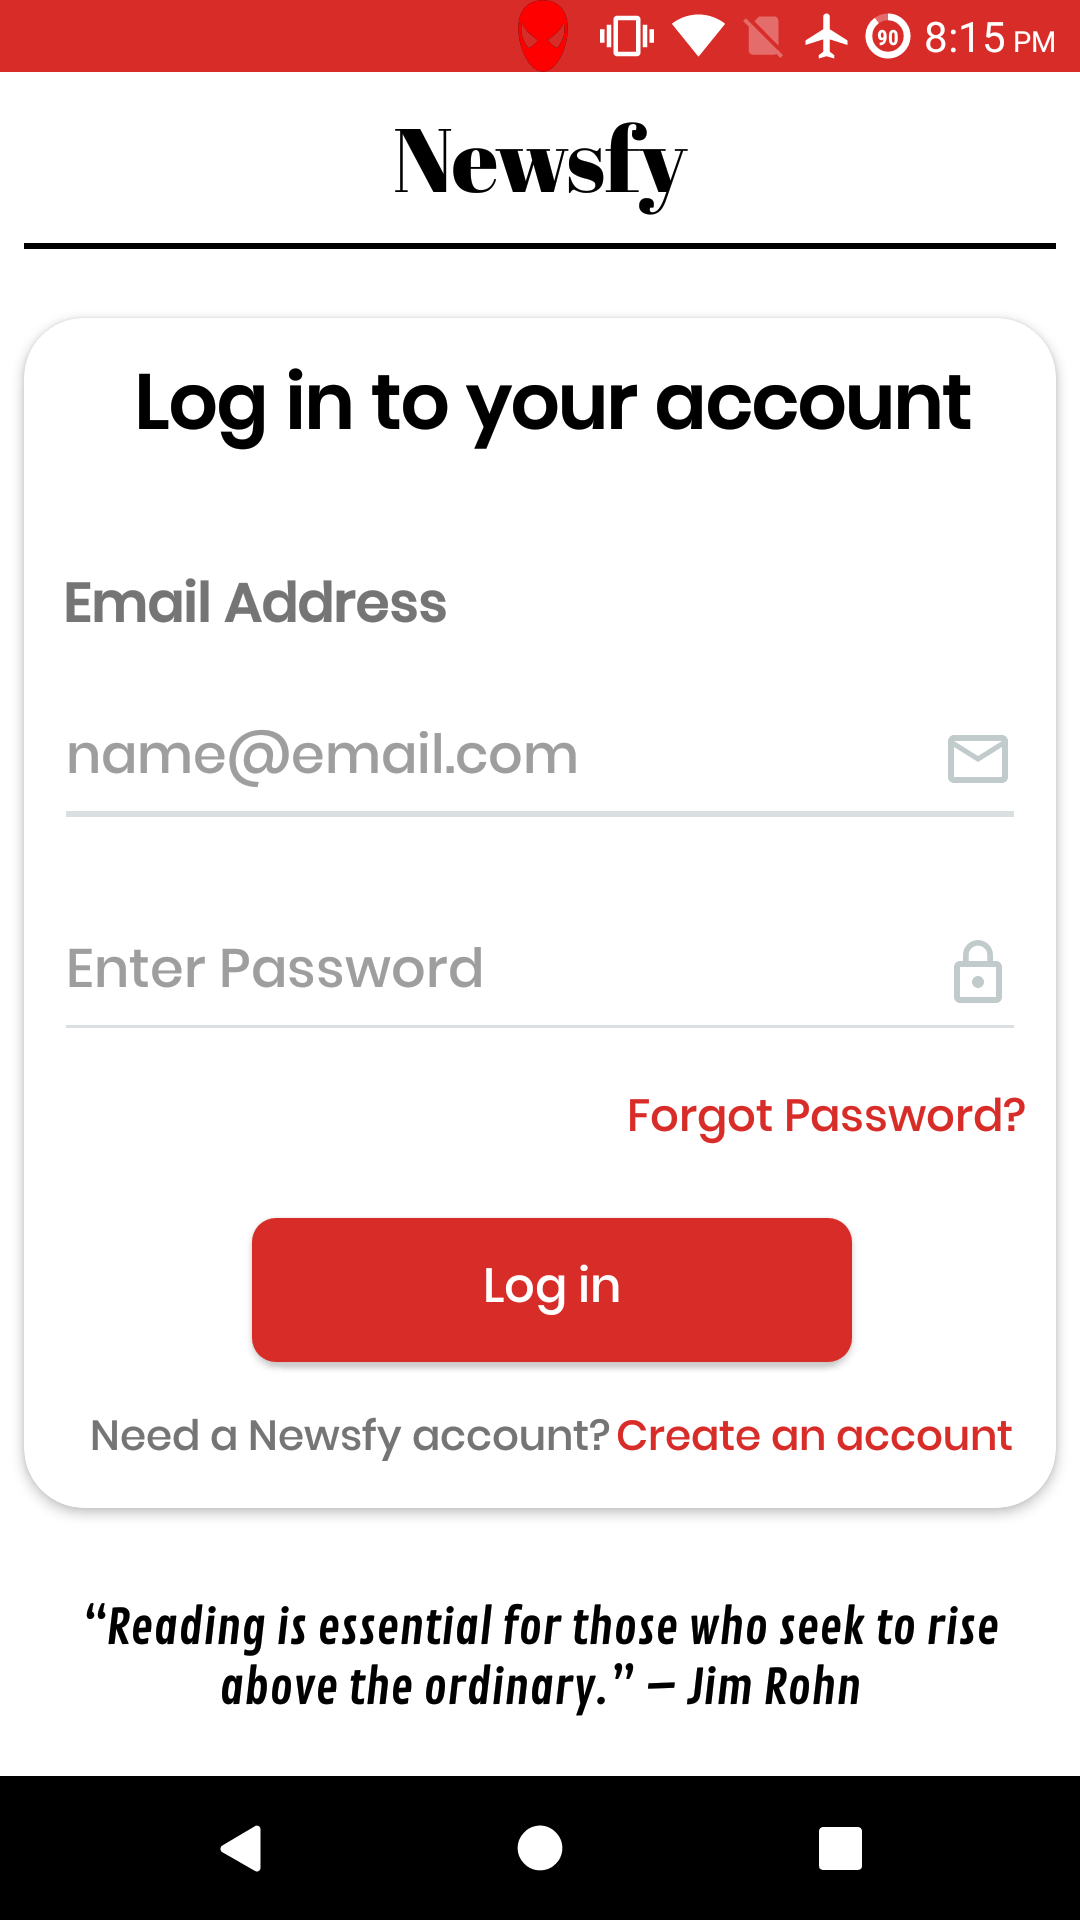 90 8:15 PM
Newsfy
Log in to your account
Email Address
name@email.com
Enter Password
Forgot Password?
Log in
Need a Newsfy account? Create an account
“Reading is essential for those who seek to rise
above the ordinary.” – Jim Rohn